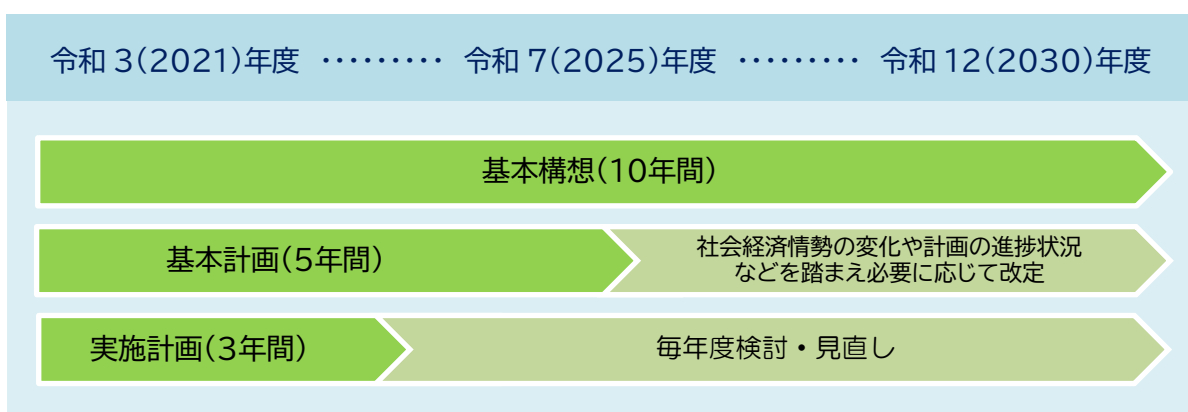 令和3(2021)年度 ・・・・・・・・・ 令和7(2025)年度 ・・・・・・・・・ 令和12(2030)年度
基本構想(10年間)
基本計画(5年間)
社会経済情勢の変化や計画の進捗状況
などを踏まえ必要に応じて改定
実施計画(3年間)
毎年度検討・見直し